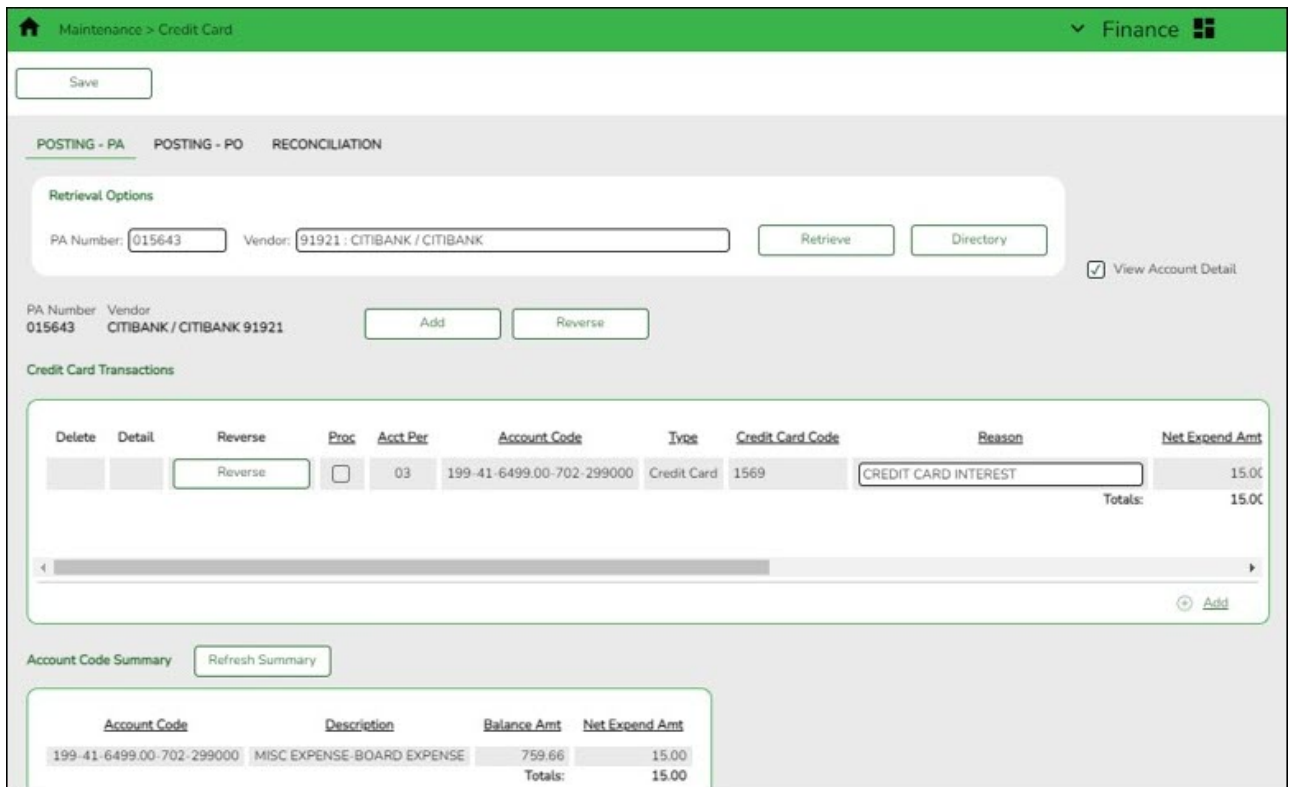 Maintenance > Credit Card Finance
Save
POSTING - PA POSTING - PO RECONCILIATION
Retrieval Options
PA Number: 015643 Vendor: 91921 : CITIBANK / CITIBANK Retrieve Directory
View Account Detail
PA Number Vendor
015643 CITIBANK / CITIBANK 91921 Add Reverse
Credit Card Transactions
Delete Detail Reverse Proc Acct Per Account Code Type Credit Card Code Reason Net Expend Amt
Reverse 03 199-41-6499.00-702-299000 Credit Card 1569 CREDIT CARD INTEREST 15.00
Totals: 15.00
Add
Account Code Summary Refresh Summary
Account Code Description Balance Amt Net Expend Amt
199-41-6499.00-702-299000 MISC EXPENSE-BOARD EXPENSE 759.66 15.00
Totals: 15.00